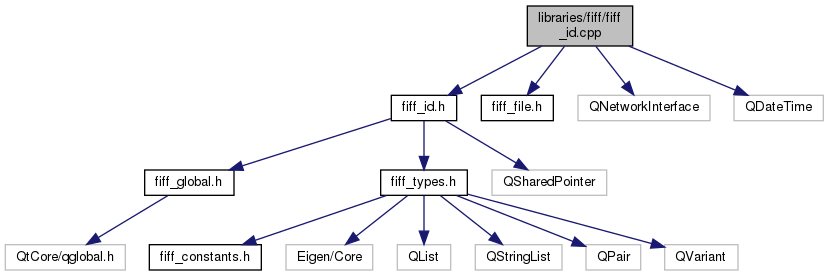 libraries/fiff/fiff
_id.cpp
fiff_id.h
fiff_file.h
QNetworkInterface
QDateTime
fiff_global.h
fiff_types.h
QSharedPointer
QtCore/qglobal.h
fiff_constants.h
Eigen/Core
QList
QStringList
QPair
QVariant